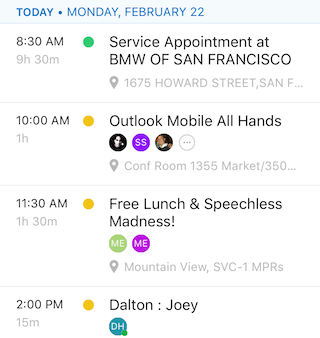 TODAY • MONDAY, FEBRUARY 22
8:30 AM
9h 30m
Service Appointment at
BMW OF SAN FRANCISCO
1675 HOWARD STREET,SAN F...
10:00 AM
1h
Outlook Mobile All Hands
SS
Conf Room 1355 Market/350...
11:30 AM
1h 30m
Free Lunch & Speechless
Madness!
ME ME
Mountain View, SVC-1 MPRs
2:00 PM
15m
Dalton : Joey
DH